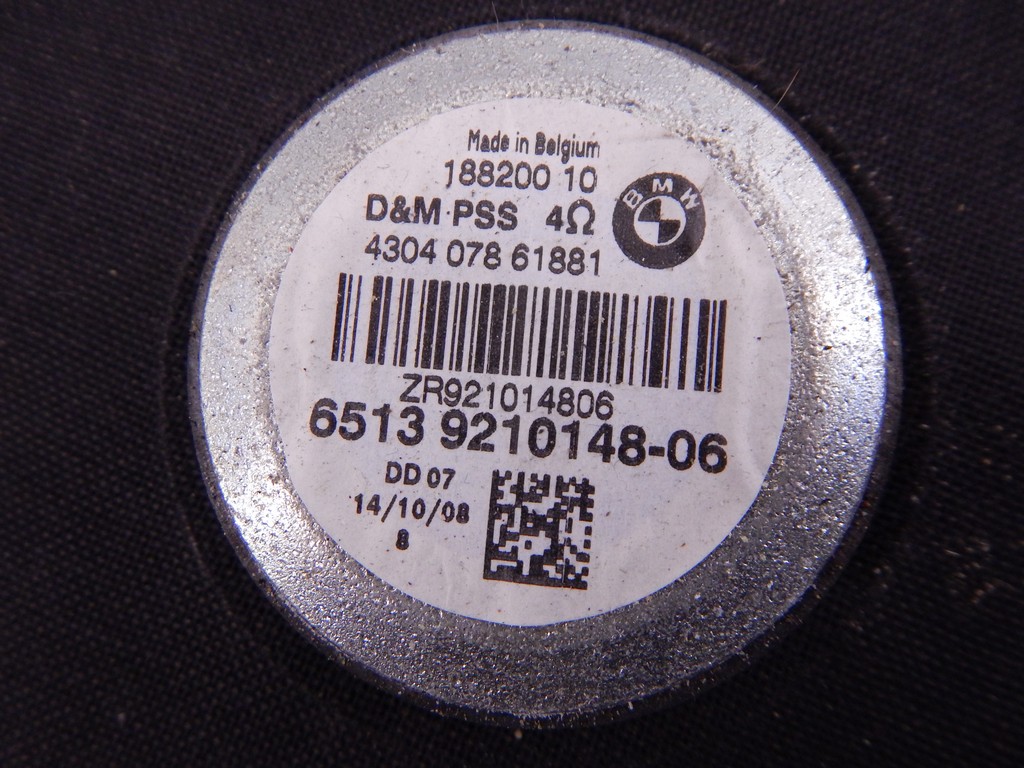 Made in Belgium
188200 10
D&M PSS 4Ω
BMW
4304 078 61881
ZR921014806
6513 9210148-06
DD 07
14/10/08
8